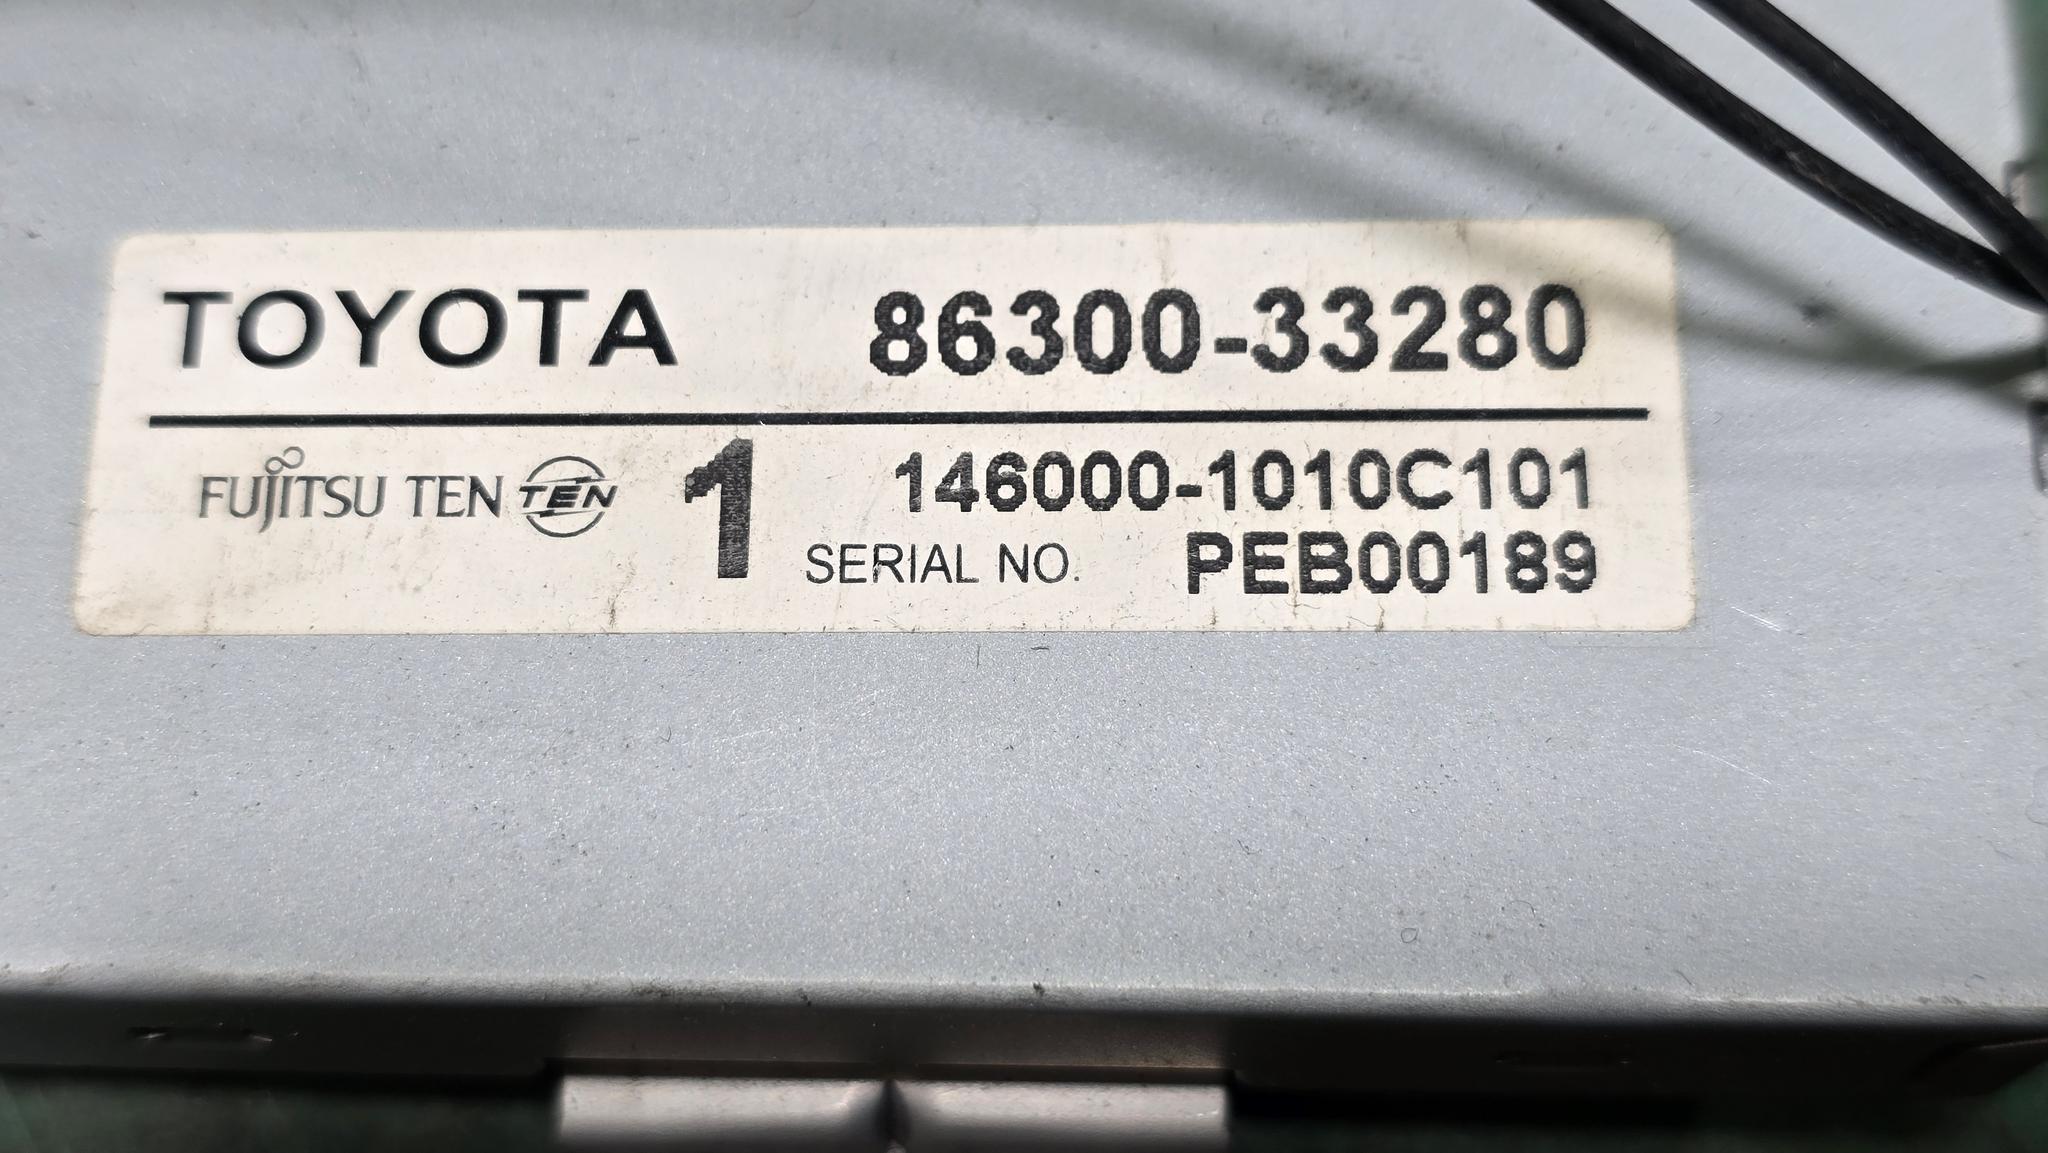 TOYOTA 86300-33280
FUJITSU TEN TEN 1 146000-1010C101
SERIAL NO. PEB00189